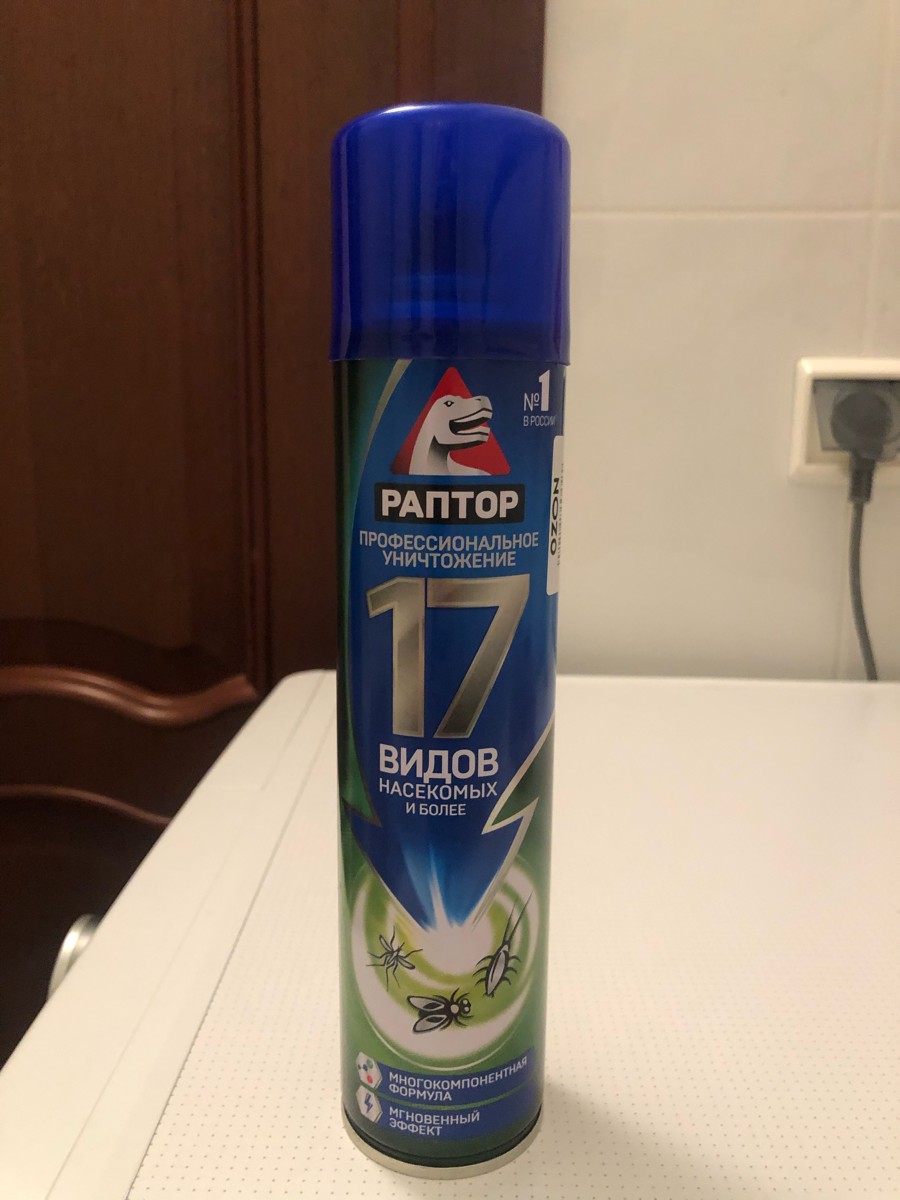 №1
В РОССИИ
РАПТОР
OZON
ПРОФЕССИОНАЛЬНОЕ
УНИЧТОЖЕНИЕ
17
ВИДОВ
НАСЕКОМЫХ
И БОЛЕЕ
МНОГОКОМПОНЕНТНАЯ
ФОРМУЛА
МГНОВЕННЫЙ
ЭФФЕКТ